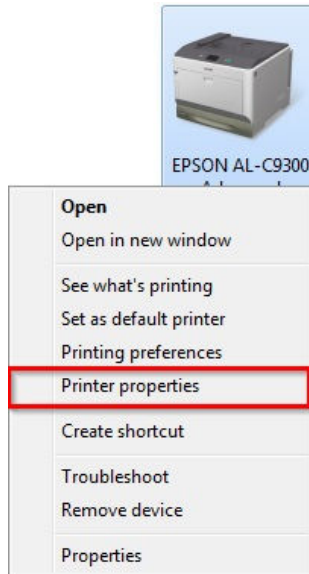 EPSON AL-C9300
Open
Open in new window
See what's printing
Set as default printer
Printing preferences
Printer properties
Create shortcut
Troubleshoot
Remove device
Properties